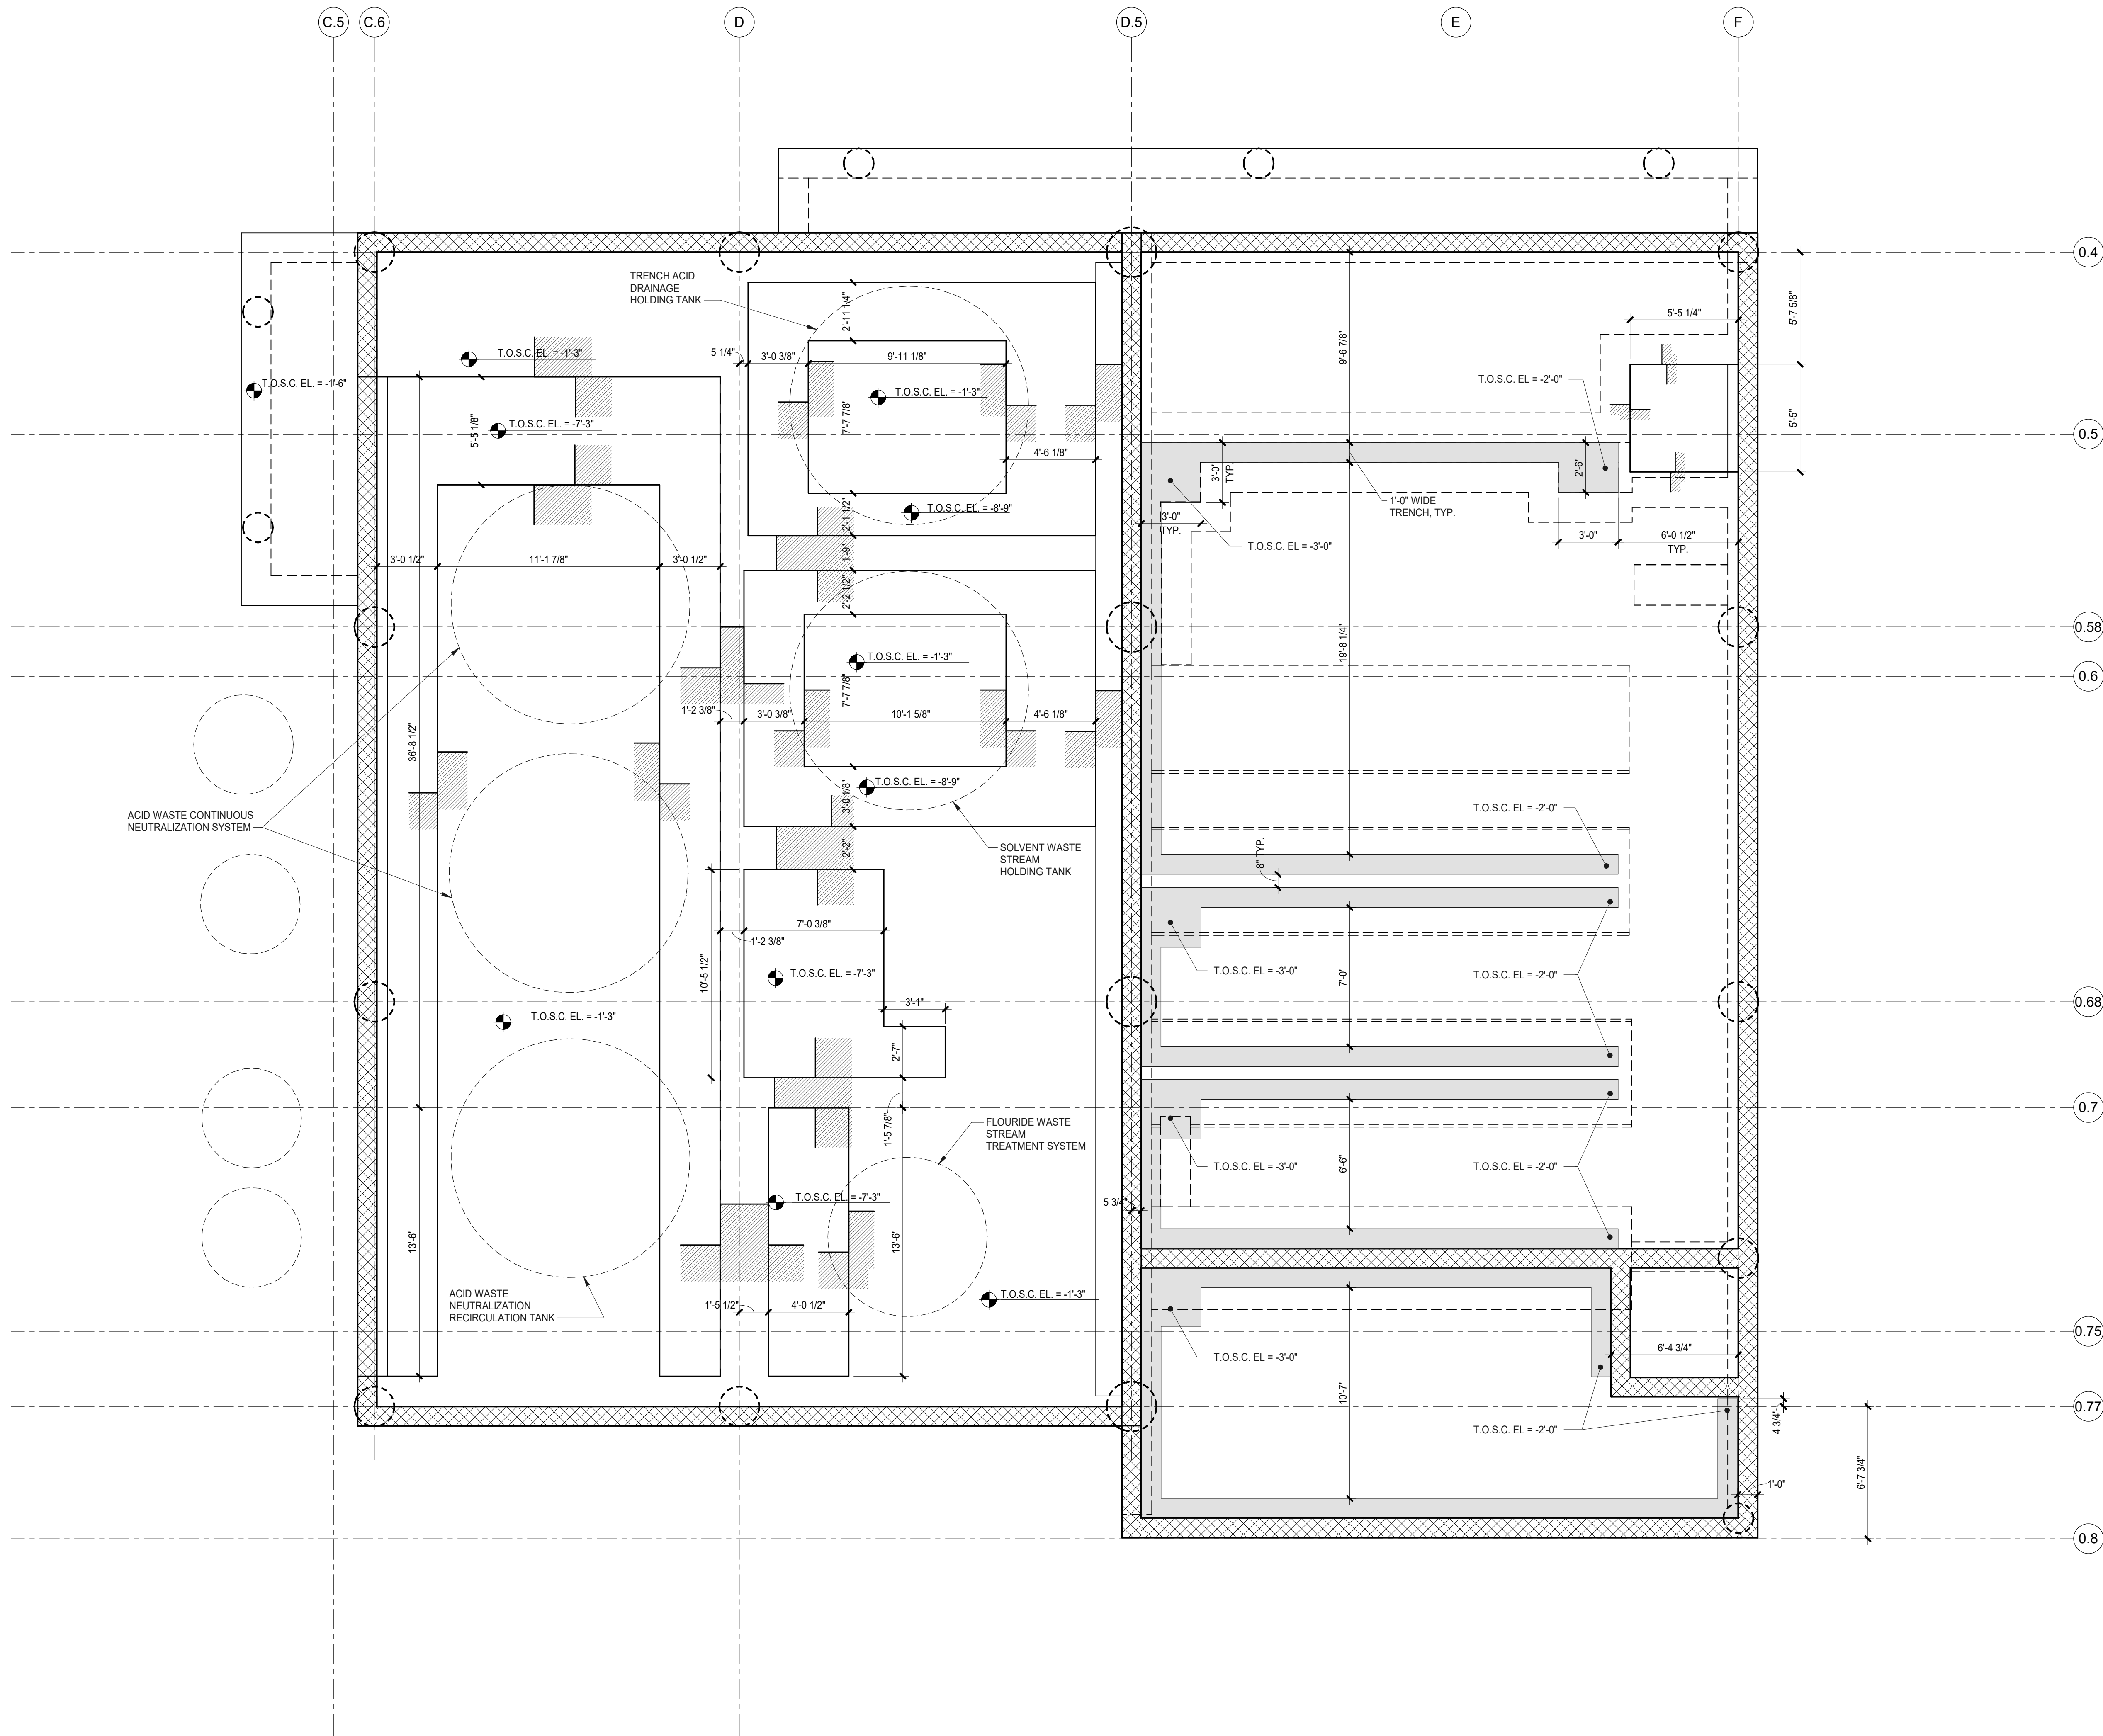 C.5
C.6
D
D.5
E
F
0.4
0.5
0.58
0.6
0.68
0.7
0.75
0.77
0.8
TRENCH ACID
DRAINAGE
HOLDING TANK
T.O.S.C. EL. = -1'-3"
T.O.S.C. EL. = -1'-6"
T.O.S.C. EL. = -7'-3"
5'-5 1/8"
5 1/4"
3'-0 3/8"
9'-11 1/8"
2'-11 1/4"
7'-7 7/8"
T.O.S.C. EL. = -1'-3"
4'-6 1/8"
T.O.S.C. EL. = -8'-9"
2'-1 1/2"
1'-9"
2'-2 1/2"
3'-0 1/2"
11'-1 7/8"
3'-0 1/2"
T.O.S.C. EL. = -1'-3"
7'-7 7/8"
1'-2 3/8"
3'-0 3/8"
10'-1 5/8"
4'-6 1/8"
36'-8 1/2"
T.O.S.C. EL. = -8'-9"
3'-0 1/8"
2'-2"
ACID WASTE CONTINUOUS
NEUTRALIZATION SYSTEM
SOLVENT WASTE
STREAM
HOLDING TANK
7'-0 3/8"
1'-2 3/8"
10'-5 1/2"
T.O.S.C. EL. = -7'-3"
3'-1"
T.O.S.C. EL. = -1'-3"
2'-7"
1'-5 7/8"
FLOURIDE WASTE
STREAM
TREATMENT SYSTEM
T.O.S.C. EL. = -7'-3"
13'-6"
13'-6"
ACID WASTE
NEUTRALIZATION
RECIRCULATION TANK
1'-5 1/2"
4'-0 1/2"
T.O.S.C. EL. = -1'-3"
9'-6 7/8"
5'-5 1/4"
5'-7 5/8"
T.O.S.C. EL = -2'-0"
5'-5"
3'-0"
TYP.
2'-6"
1'-0" WIDE
TRENCH, TYP.
3'-0"
TYP.
3'-0"
6'-0 1/2"
TYP.
T.O.S.C. EL = -3'-0"
19'-8 1/4"
T.O.S.C. EL = -2'-0"
8" TYP.
T.O.S.C. EL = -3'-0"
7'-0"
T.O.S.C. EL = -2'-0"
T.O.S.C. EL = -3'-0"
6'-6"
T.O.S.C. EL = -2'-0"
5 3/4"
T.O.S.C. EL = -3'-0"
6'-4 3/4"
10'-7"
T.O.S.C. EL = -2'-0"
4 3/4"
1'-0"
6'-7 3/4"